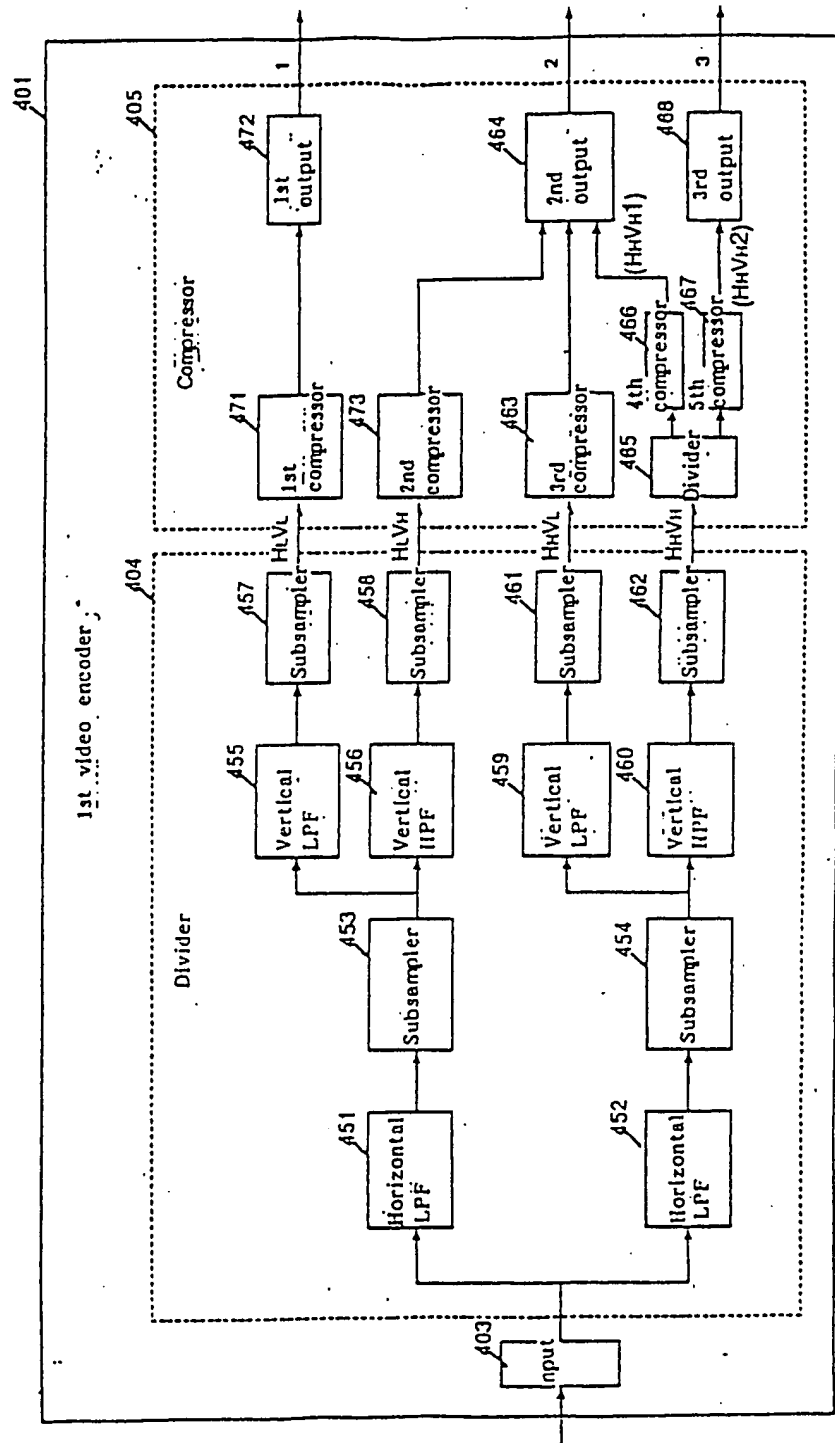 401
1st video encoder
404
Divider
405
Compressor
403
Input
451
Horizontal
LPF
453
Subsampler
455
Vertical
LPF
457
Subsampler
HLVL
471
1st
compressor
472
1st
output
1
456
Vertical
HPF
458
Subsampler
HLVH
473
2nd
compressor
452
Horizontal
LPF
454
Subsampler
459
Vertical
LPF
461
Subsampler
HHVL
463
3rd
compressor
464
2nd
output
2
460
Vertical
HPF
462
Subsampler
HHVH
465
Divider
466
4th
compressor
(HHVH1)
467
5th
compressor
(HHVH2)
468
3rd
output
3